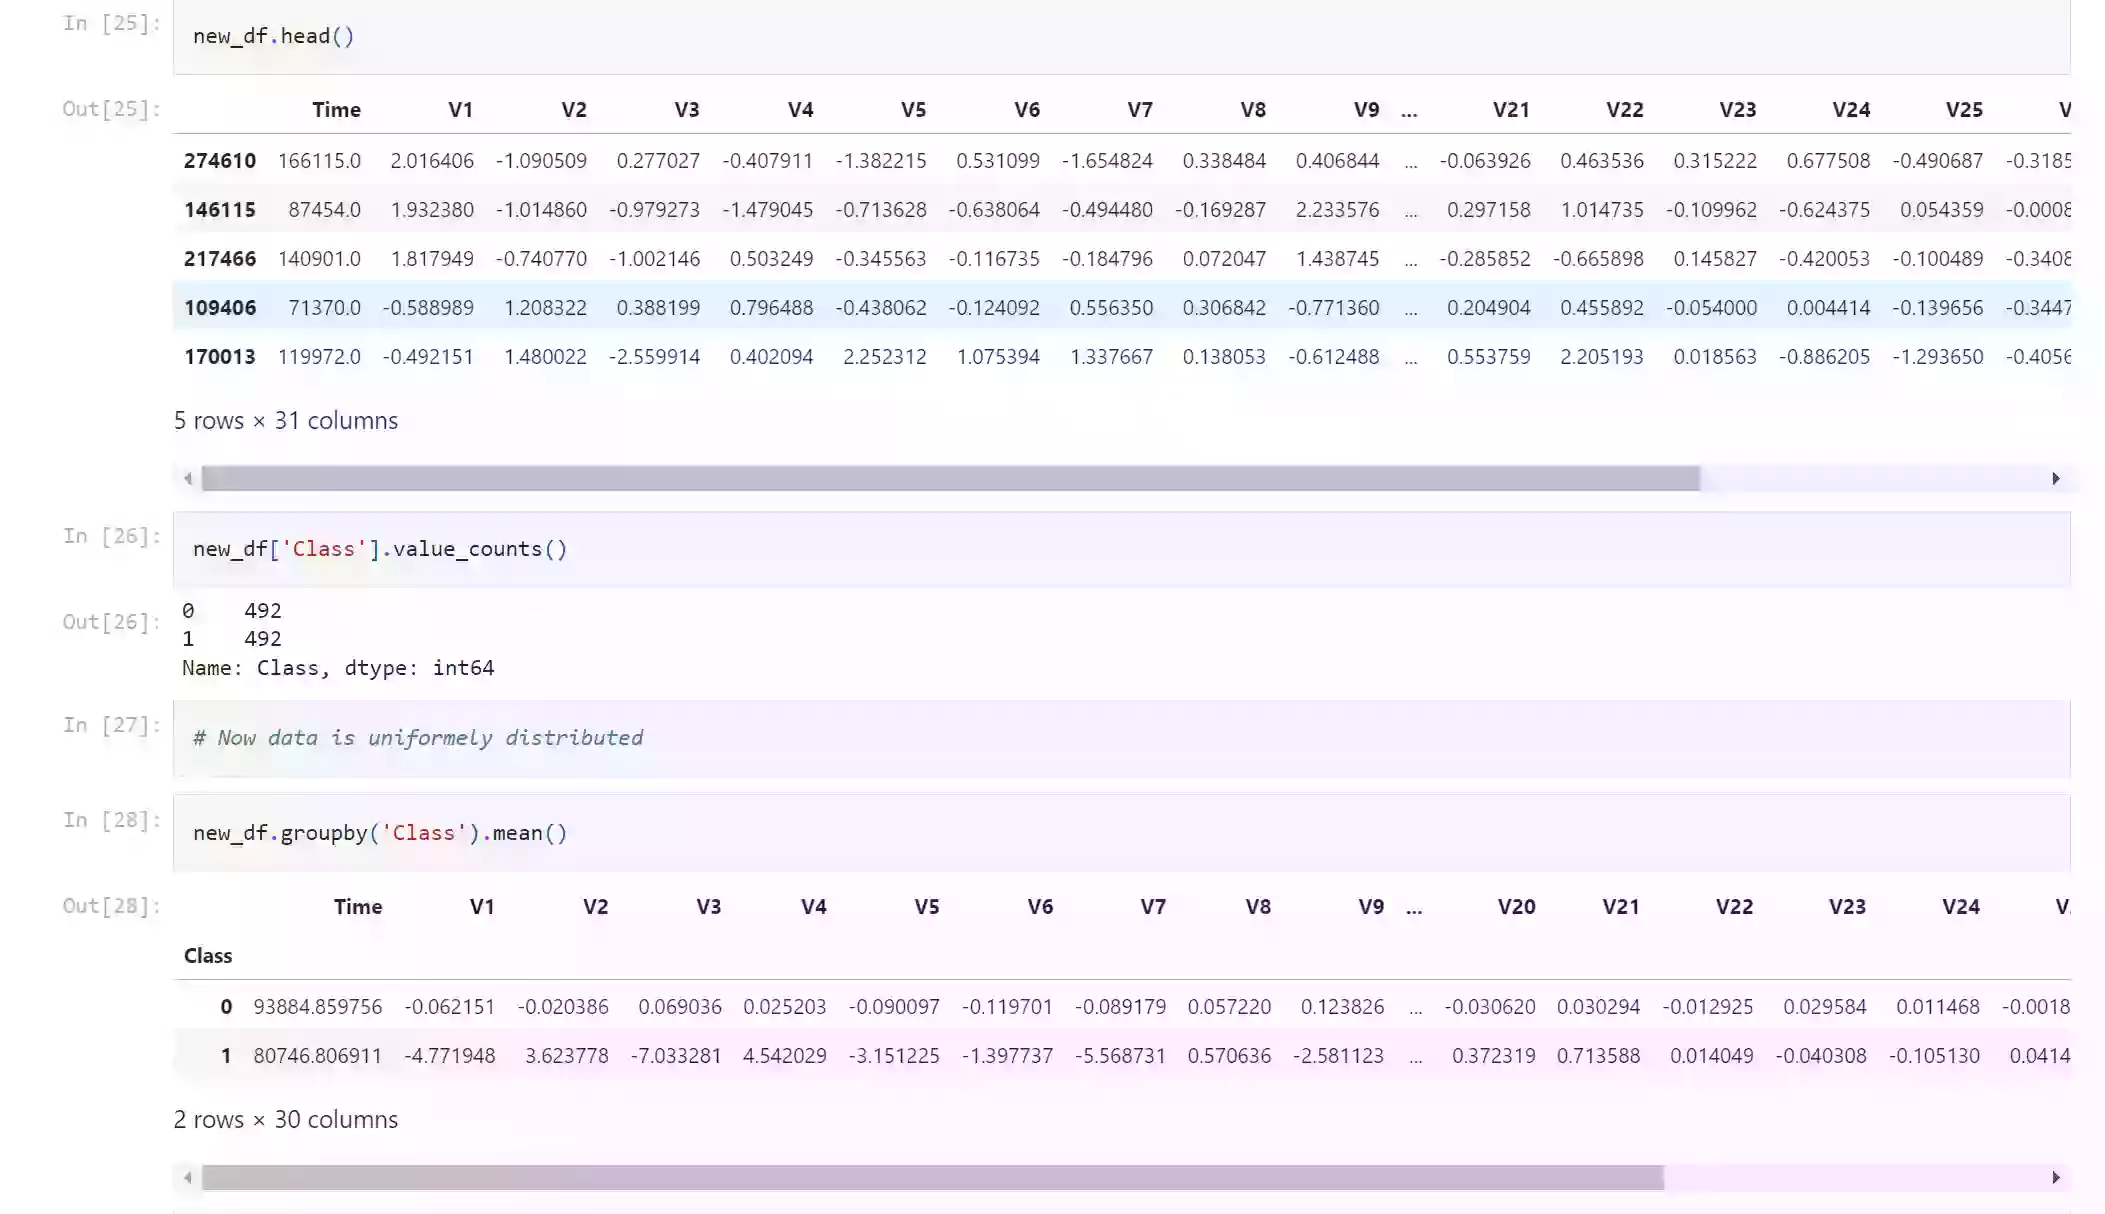 In [25]: new_df.head()
Out[25]: Time V1 V2 V3 V4 V5 V6 V7 V8 V9 ... V21 V22 V23 V24 V25
274610 166115.0 2.016406 -1.090509 0.277027 -0.407911 -1.382215 0.531099 -1.654824 0.338484 0.406844 ... -0.063926 0.463536 0.315222 0.677508 -0.490687 -0.3185
146115 87454.0 1.932380 -1.014860 -0.979273 -1.479045 -0.713628 -0.638064 -0.494480 -0.169287 2.233576 ... 0.297158 1.014735 -0.109962 -0.624375 0.054359 -0.0008
217466 140901.0 1.817949 -0.740770 -1.002146 0.503249 -0.345563 -0.116735 -0.184796 0.072047 1.438745 ... -0.285852 -0.665898 0.145827 -0.420053 -0.100489 -0.3408
109406 71370.0 -0.588989 1.208322 0.388199 0.796488 -0.438062 -0.124092 0.556350 0.306842 -0.771360 ... 0.204904 0.455892 -0.054000 0.004414 -0.139656 -0.3447
170013 119972.0 -0.492151 1.480022 -2.559914 0.402094 2.252312 1.075394 1.337667 0.138053 -0.612488 ... 0.553759 2.205193 0.018563 -0.886205 -1.293650 -0.4056
5 rows × 31 columns
In [26]: new_df['Class'].value_counts()
Out[26]: 0 492
1 492
Name: Class, dtype: int64
In [27]: # Now data is uniformely distributed
In [28]: new_df.groupby('Class').mean()
Out[28]: Time V1 V2 V3 V4 V5 V6 V7 V8 V9 ... V20 V21 V22 V23 V24
Class
0 93884.859756 -0.062151 -0.020386 0.069036 0.025203 -0.090097 -0.119701 -0.089179 0.057220 0.123826 ... -0.030620 0.030294 -0.012925 0.029584 0.011468 -0.0018
1 80746.806911 -4.771948 3.623778 -7.033281 4.542029 -3.151225 -1.397737 -5.568731 0.570636 -2.581123 ... 0.372319 0.713588 0.014049 -0.040308 -0.105130 0.0414
2 rows × 30 columns